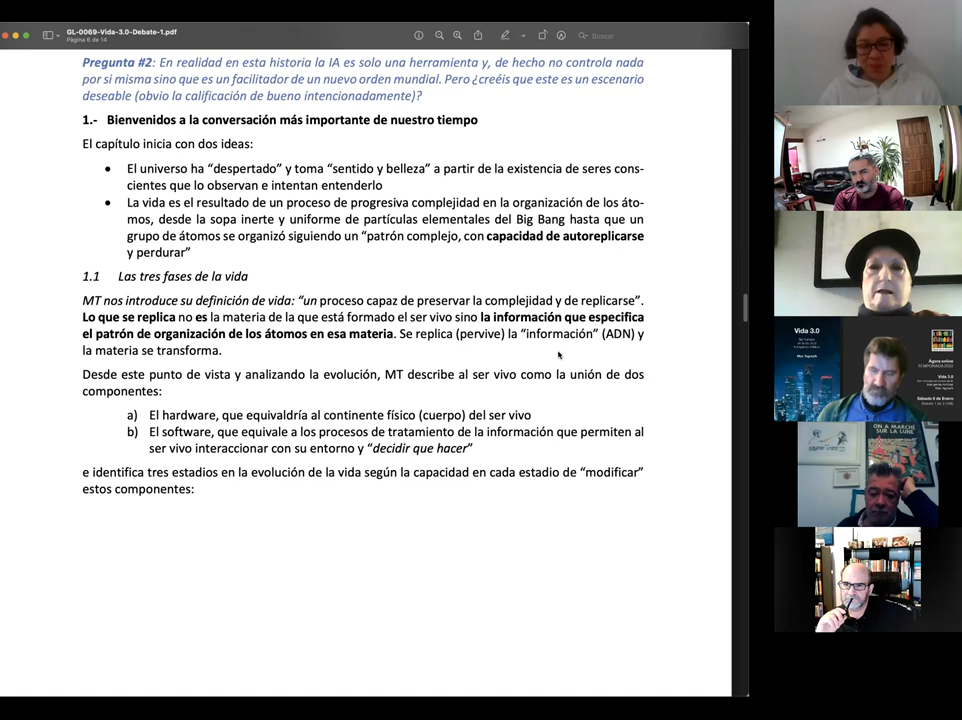 GL-0069-Vida-3.0-Debate-1.pdf
Página 6 de 14
Buscar
Pregunta #2: En realidad en esta historia la IA es solo una herramienta y, de hecho no controla nada
por si misma sino que es un facilitador de un nuevo orden mundial. Pero ¿creéis que este es un escenario
deseable (obvio la calificación de bueno intencionadamente)?
1.- Bienvenidos a la conversación más importante de nuestro tiempo
El capítulo inicia con dos ideas:
• El universo ha “despertado” y toma “sentido y belleza” a partir de la existencia de seres cons-
cientes que lo observan e intentan entenderlo
• La vida es el resultado de un proceso de progresiva complejidad en la organización de los áto-
mos, desde la sopa inerte y uniforme de partículas elementales del Big Bang hasta que un
grupo de átomos se organizó siguiendo un “patrón complejo, con capacidad de autoreplicarse
y perdurar”
1.1 Las tres fases de la vida
MT nos introduce su definición de vida: “un proceso capaz de preservar la complejidad y de replicarse”.
Lo que se replica no es la materia de la que está formado el ser vivo sino la información que especifica
el patrón de organización de los átomos en esa materia. Se replica (pervive) la “información” (ADN) y
la materia se transforma.
Desde este punto de vista y analizando la evolución, MT describe al ser vivo como la unión de dos
componentes:
a) El hardware, que equivaldría al continente físico (cuerpo) del ser vivo
b) El software, que equivale a los procesos de tratamiento de la información que permiten al
ser vivo interaccionar con su entorno y “decidir que hacer”
e identifica tres estadios en la evolución de la vida según la capacidad en cada estadio de “modificar”
estos componentes:
Vida 3.0
Max Tegmark
Ágora online
Vida 3.0
ON A MARCHÉ
SUR LA LUNE